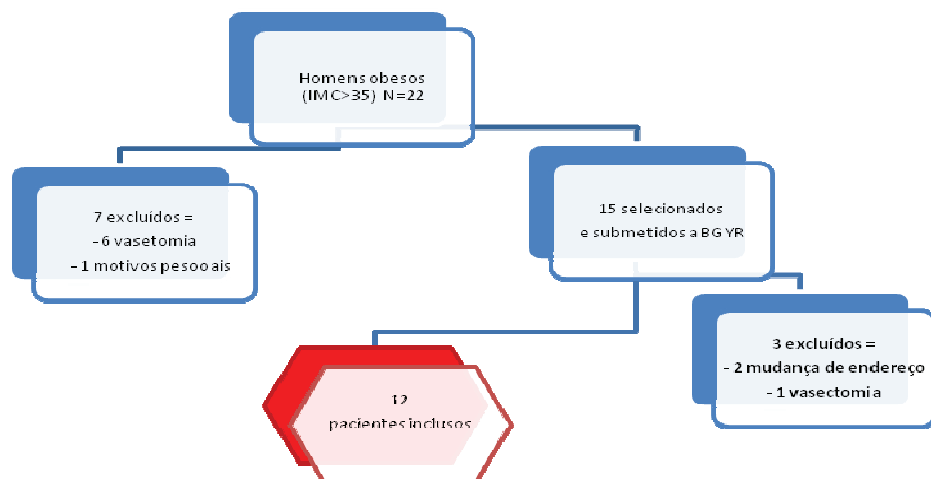 Homens obesos
(IMC>35) N=22
7 excluídos =
- 6 vasetomia
- 1 motivos pesooais
15 selecionados
e submetidos a BGYR
3 excluídos =
- 2 mudança de endereço
- 1 vasectomia
12
pacientes inclusos